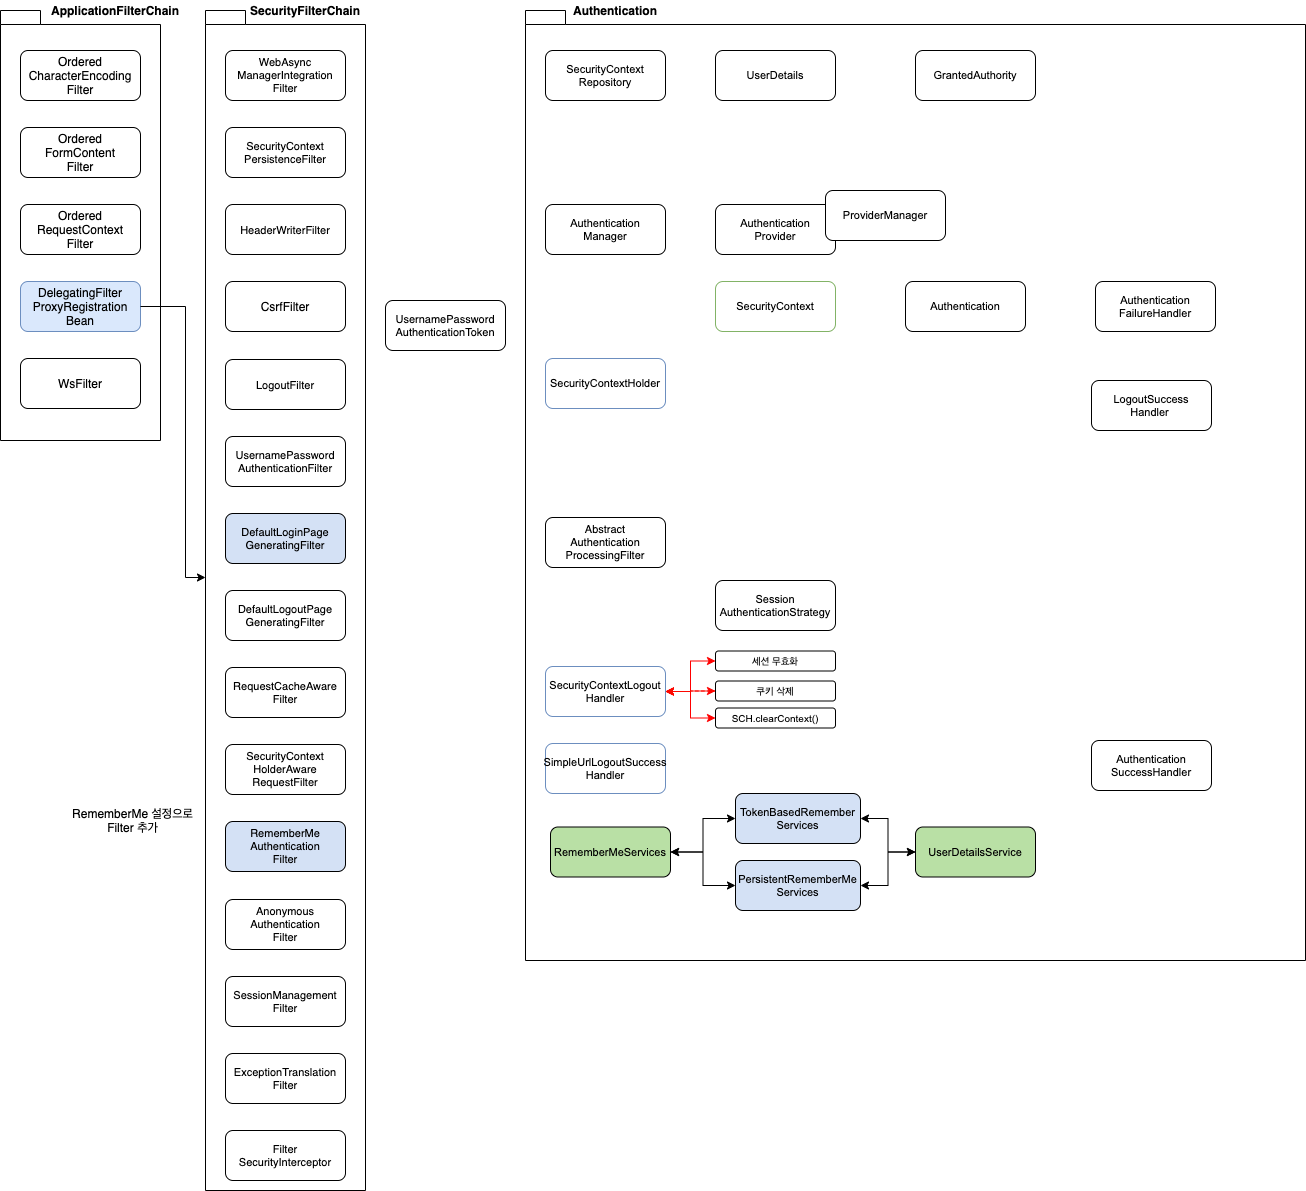 ApplicationFilterChain
Ordered
CharacterEncoding
Filter
Ordered
FormContent
Filter
Ordered
RequestContext
Filter
DelegatingFilter
ProxyRegistration
Bean
WsFilter
SecurityFilterChain
WebAsync
ManagerIntegration
Filter
SecurityContext
PersistenceFilter
HeaderWriterFilter
CsrfFilter
LogoutFilter
UsernamePassword
AuthenticationFilter
DefaultLoginPage
GeneratingFilter
DefaultLogoutPage
GeneratingFilter
RequestCacheAware
Filter
SecurityContext
HolderAware
RequestFilter
RememberMe 설정으로
Filter 추가
RememberMe
Authentication
Filter
Anonymous
Authentication
Filter
SessionManagement
Filter
ExceptionTranslation
Filter
Filter
SecurityInterceptor
UsernamePassword
AuthenticationToken
Authentication
SecurityContext
Repository
UserDetails
GrantedAuthority
Authentication
Manager
Authentication
Provider
ProviderManager
SecurityContext
Authentication
Authentication
FailureHandler
SecurityContextHolder
LogoutSuccess
Handler
Abstract
Authentication
ProcessingFilter
Session
AuthenticationStrategy
SecurityContextLogout
Handler
세션 무효화
쿠키 삭제
SCH.clearContext()
SimpleUrlLogoutSuccess
Handler
Authentication
SuccessHandler
RememberMeServices
TokenBasedRemember
Services
PersistentRememberMe
Services
UserDetailsService